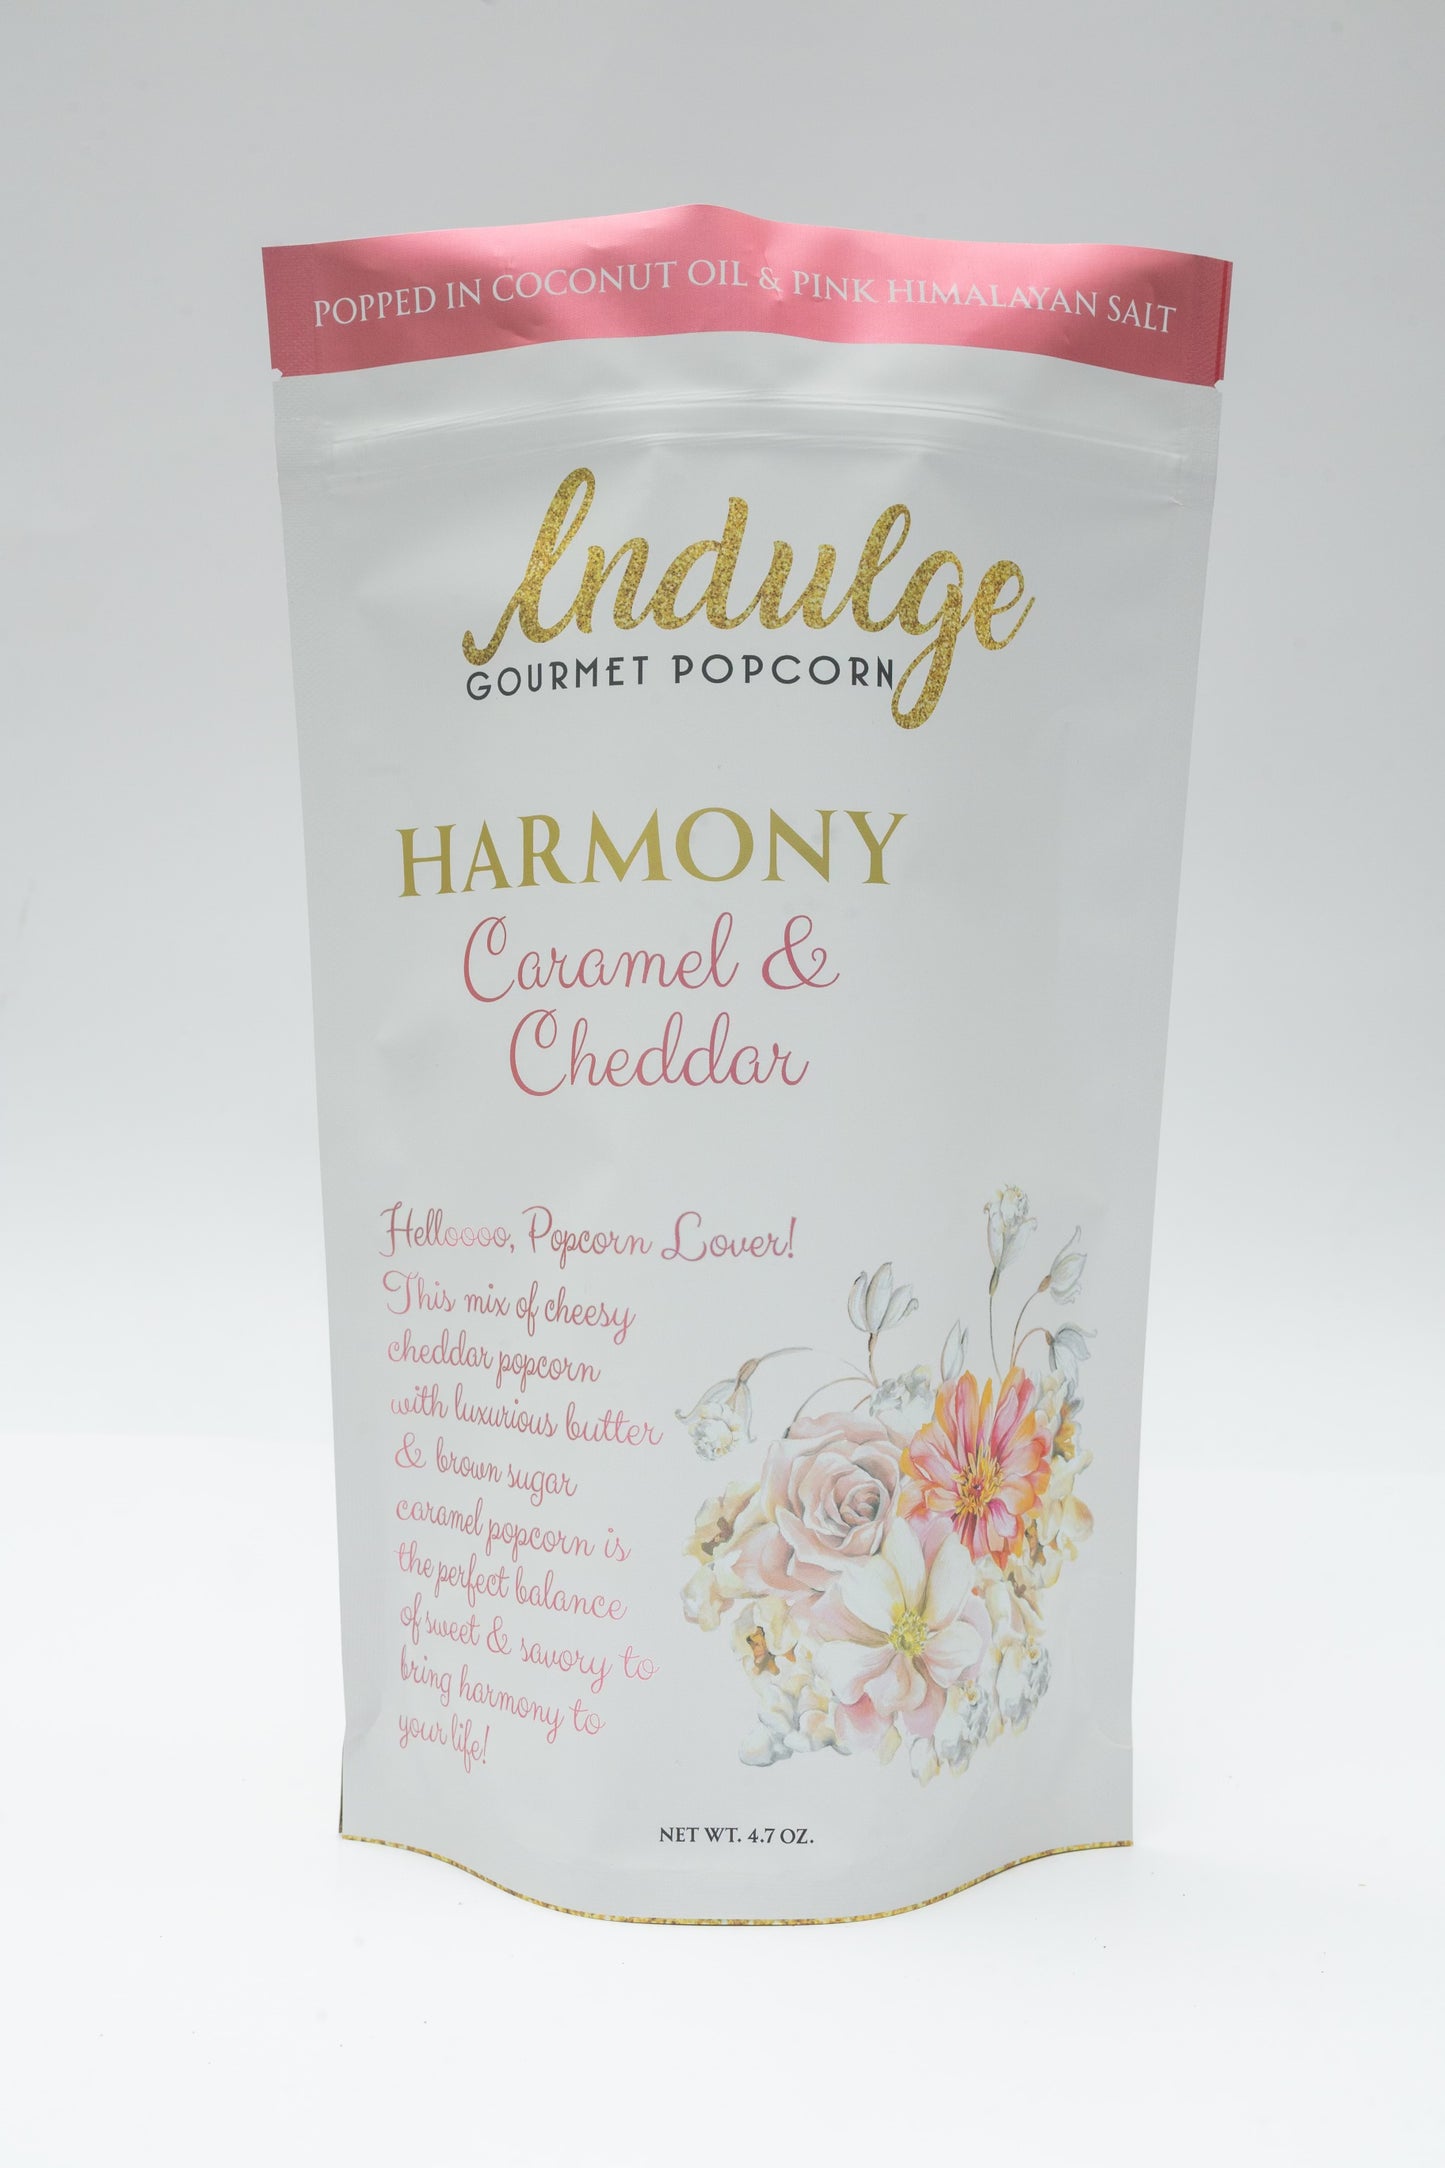 POPPED IN COCONUT OIL & PINK HIMALAYAN SALT
Indulge
GOURMET POPCORN
HARMONY
Caramel &
Cheddar
Helloooo, Popcorn Lover!
This mix of cheesy
cheddar popcorn
with luxurious butter
& brown sugar
caramel popcorn is
the perfect balance
of sweet & savory to
bring harmony to
your life!
NET WT. 4.7 OZ.